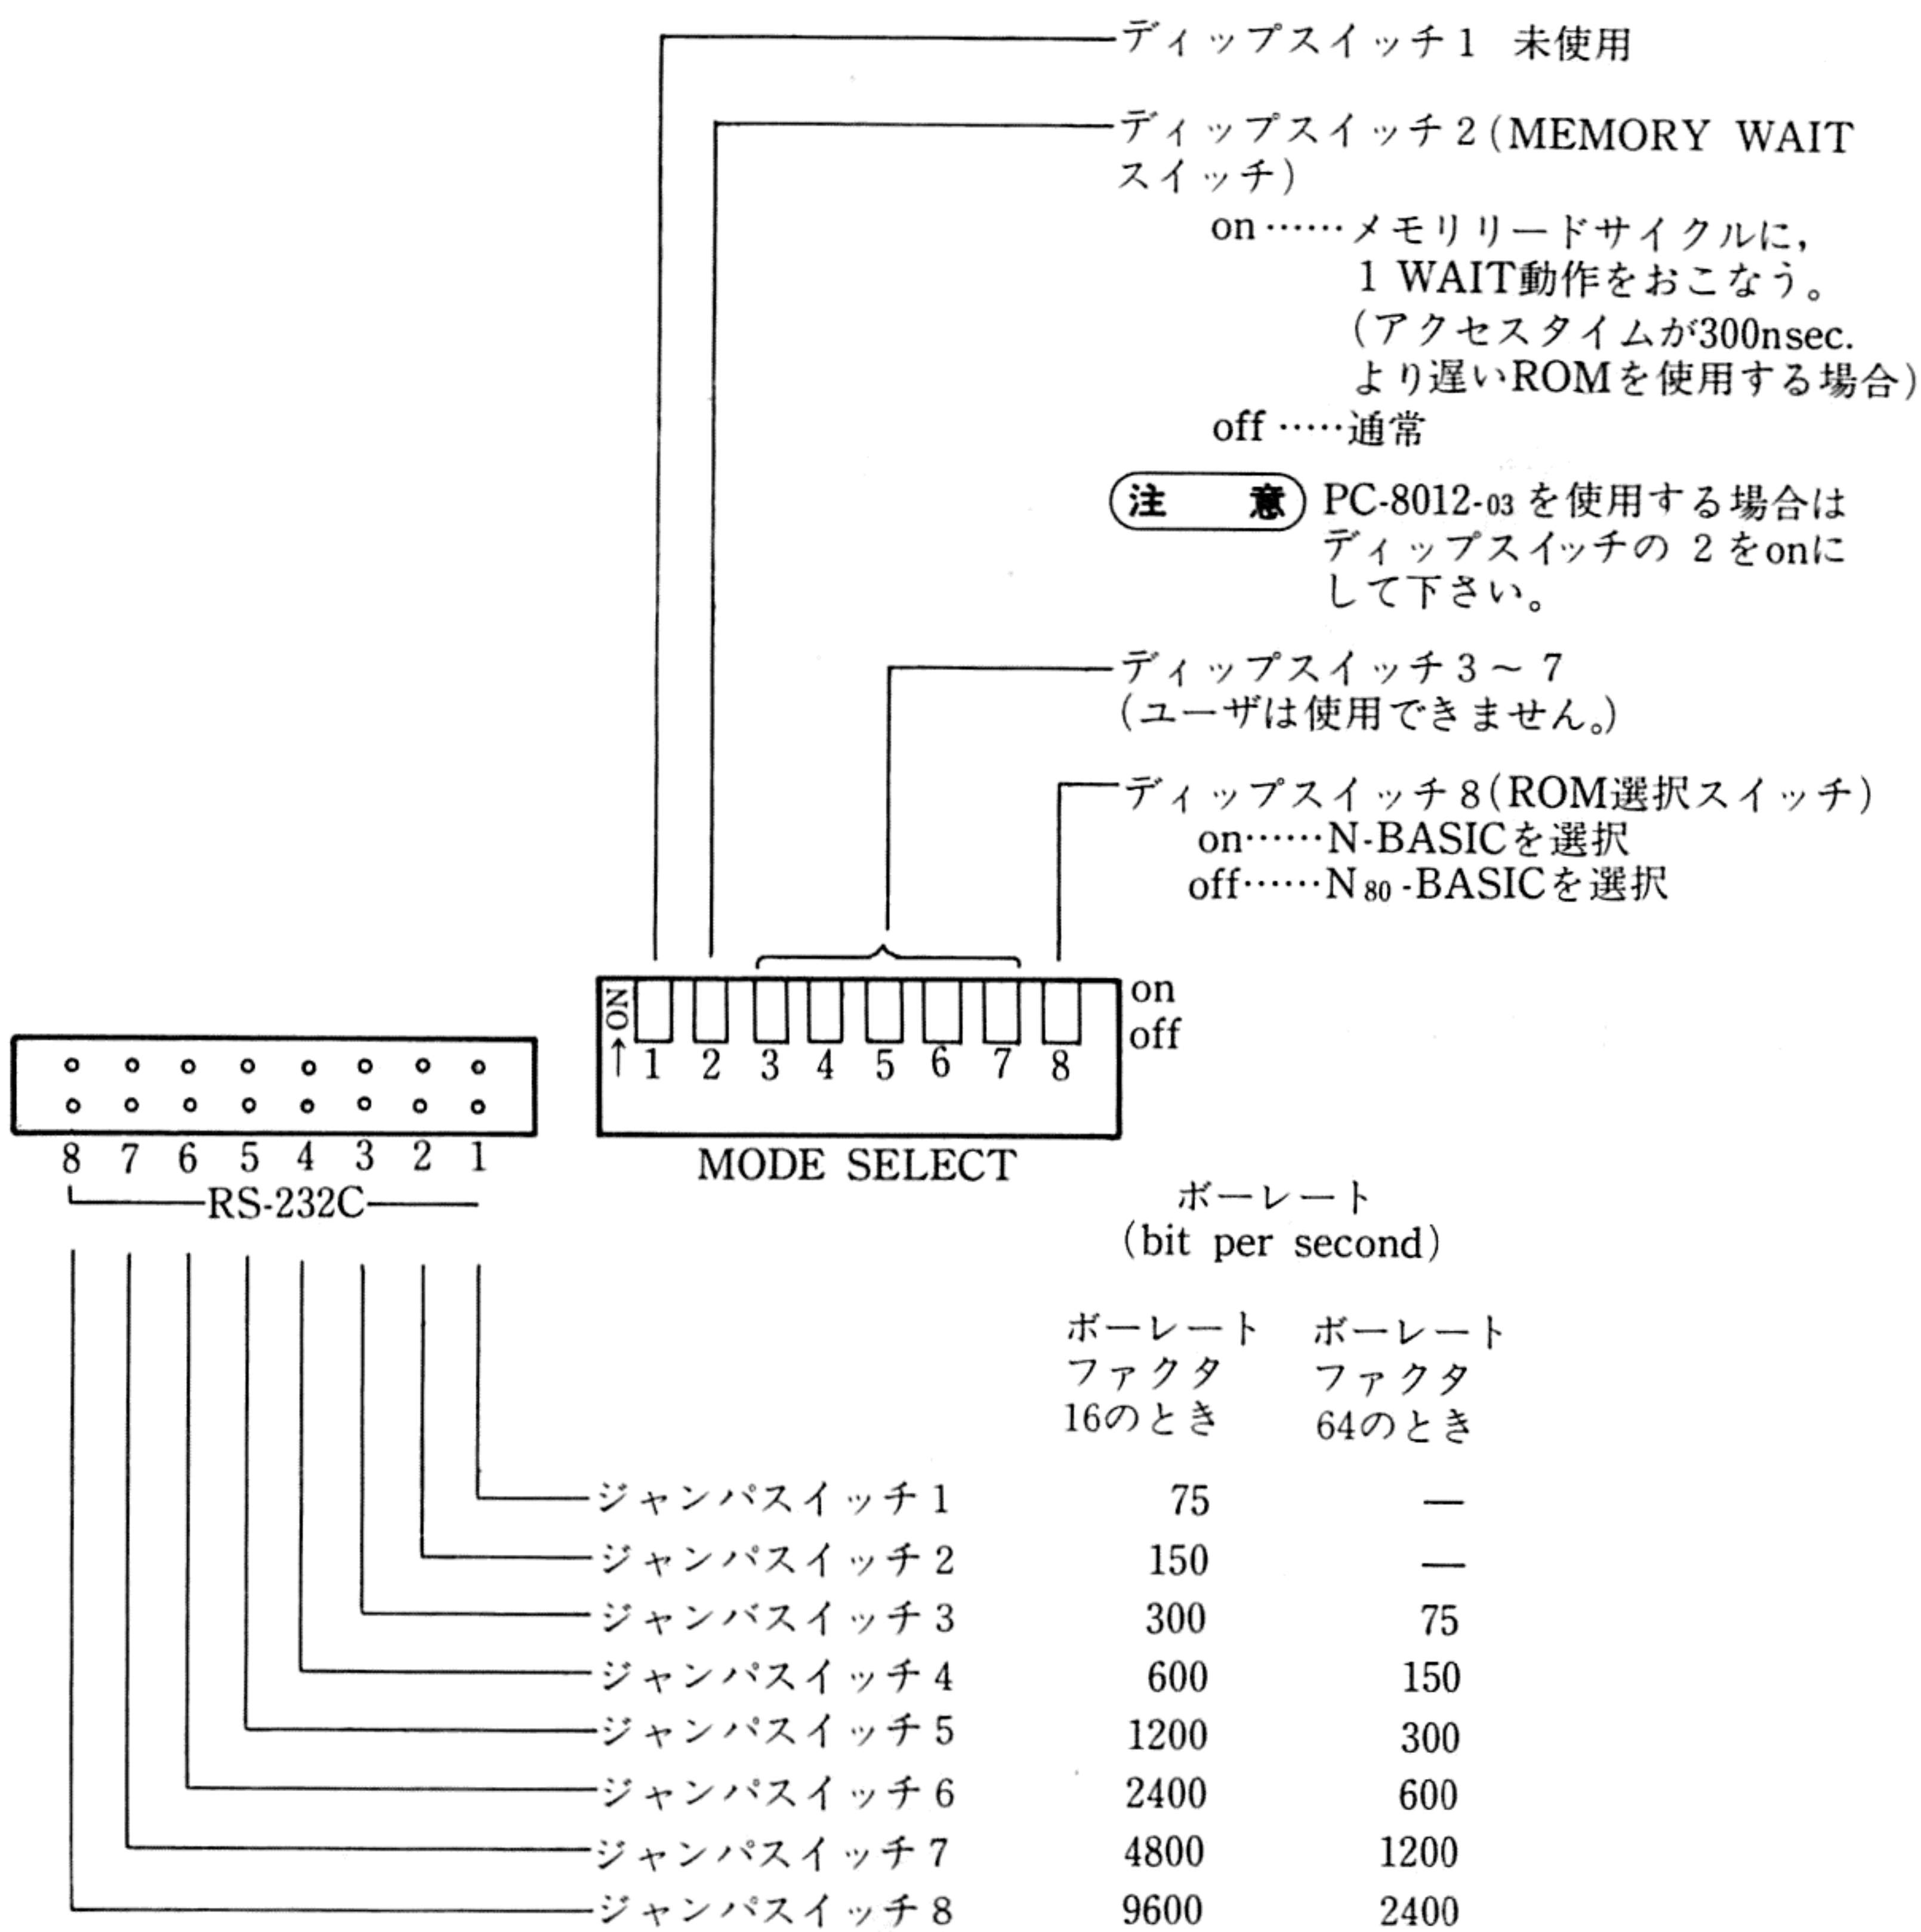 ディップスイッチ1 未使用
ディップスイッチ2(MEMORY WAIT
スイッチ)
on……メモリリードサイクルに,
1 WAIT動作をおこなう。
(アクセスタイムが300nsec.
より遅いROMを使用する場合)
off……通常
注 意 PC-8012-03を使用する場合は
ディップスイッチの 2をonに
して下さい。
ディップスイッチ3～7
(ユーザは使用できません。)
ディップスイッチ8(ROM選択スイッチ)
on……N-BASICを選択
off……N80-BASICを選択
→ON
on
off
1 2 3 4 5 6 7 8
MODE SELECT
8 7 6 5 4 3 2 1
RS-232C
ボーレート
(bit per second)
ボーレート ボーレート
ファクタ ファクタ
16のとき 64のとき
ジャンパスイッチ1 75 —
ジャンパスイッチ2 150 —
ジャンバスイッチ3 300 75
ジャンパスイッチ4 600 150
ジャンパスイッチ5 1200 300
ジャンパスイッチ6 2400 600
ジャンパスイッチ7 4800 1200
ジャンパスイッチ8 9600 2400